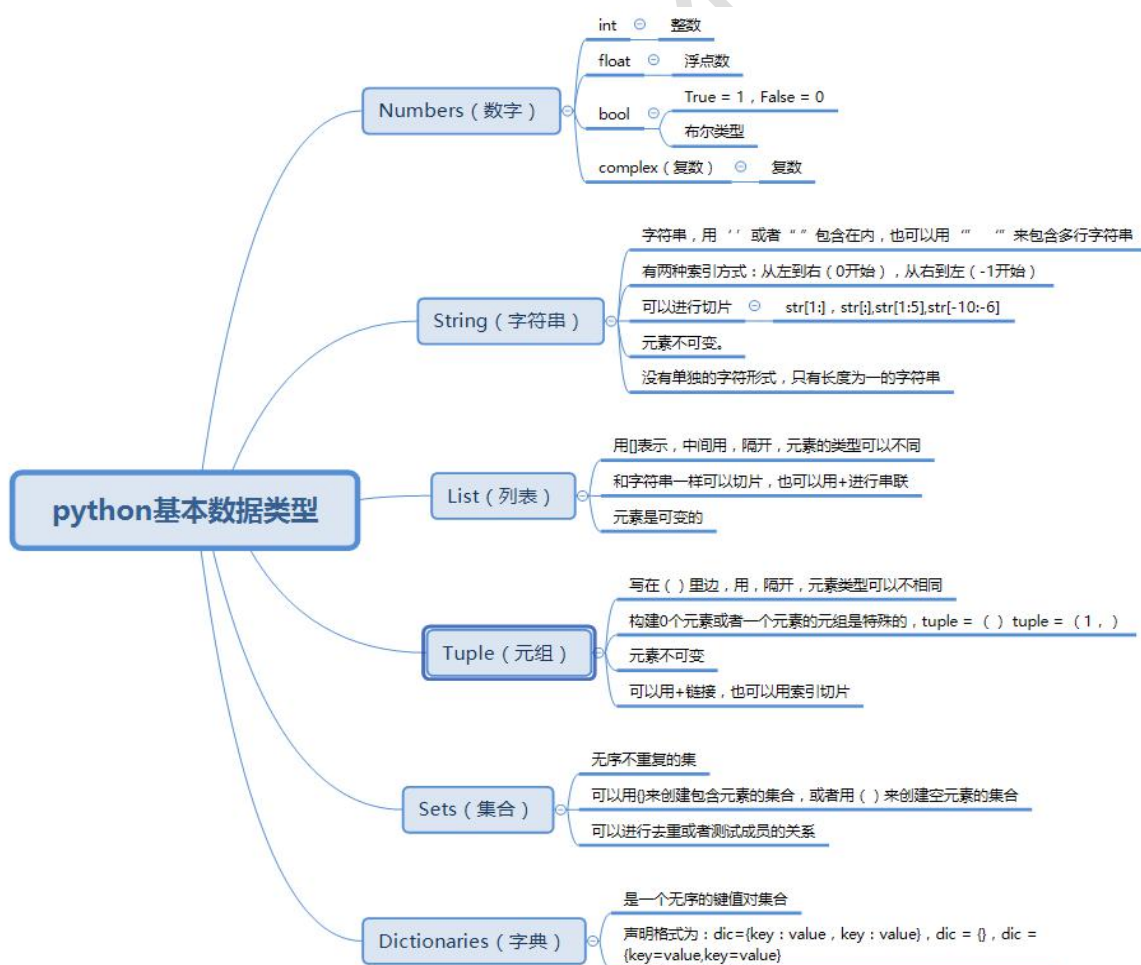 int
整数
float
浮点数
Numbers（数字）
bool
True = 1，False = 0
布尔类型
complex（复数）
复数
字符串，用 ‘ ’ 或者 “ ” 包含在内，也可以用 ‘” ‘” 来包含多行字符串
有两种索引方式：从左到右（0开始），从右到左（-1开始）
String（字符串）
可以进行切片
str[1:]，str[:],str[1:5],str[-10:-6]
元素不可变。
没有单独的字符形式，只有长度为一的字符串
python基本数据类型
用[]表示，中间用，隔开，元素的类型可以不同
List（列表）
和字符串一样可以切片，也可以用+进行串联
元素是可变的
写在（ ）里边，用，隔开，元素类型可以不相同
构建0个元素或者一个元素的元组是特殊的，tuple = （ ）tuple = （1，）
Tuple（元组）
元素不可变
可以用+链接，也可以用索引切片
无序不重复的集
Sets（集合）
可以用{}来创建包含元素的集合，或者用（ ）来创建空元素的集合
可以进行去重或者测试成员的关系
是一个无序的键值对集合
Dictionaries（字典）
声明格式为：dic={key：value，key：value}，dic = {}，dic =
{key=value,key=value}